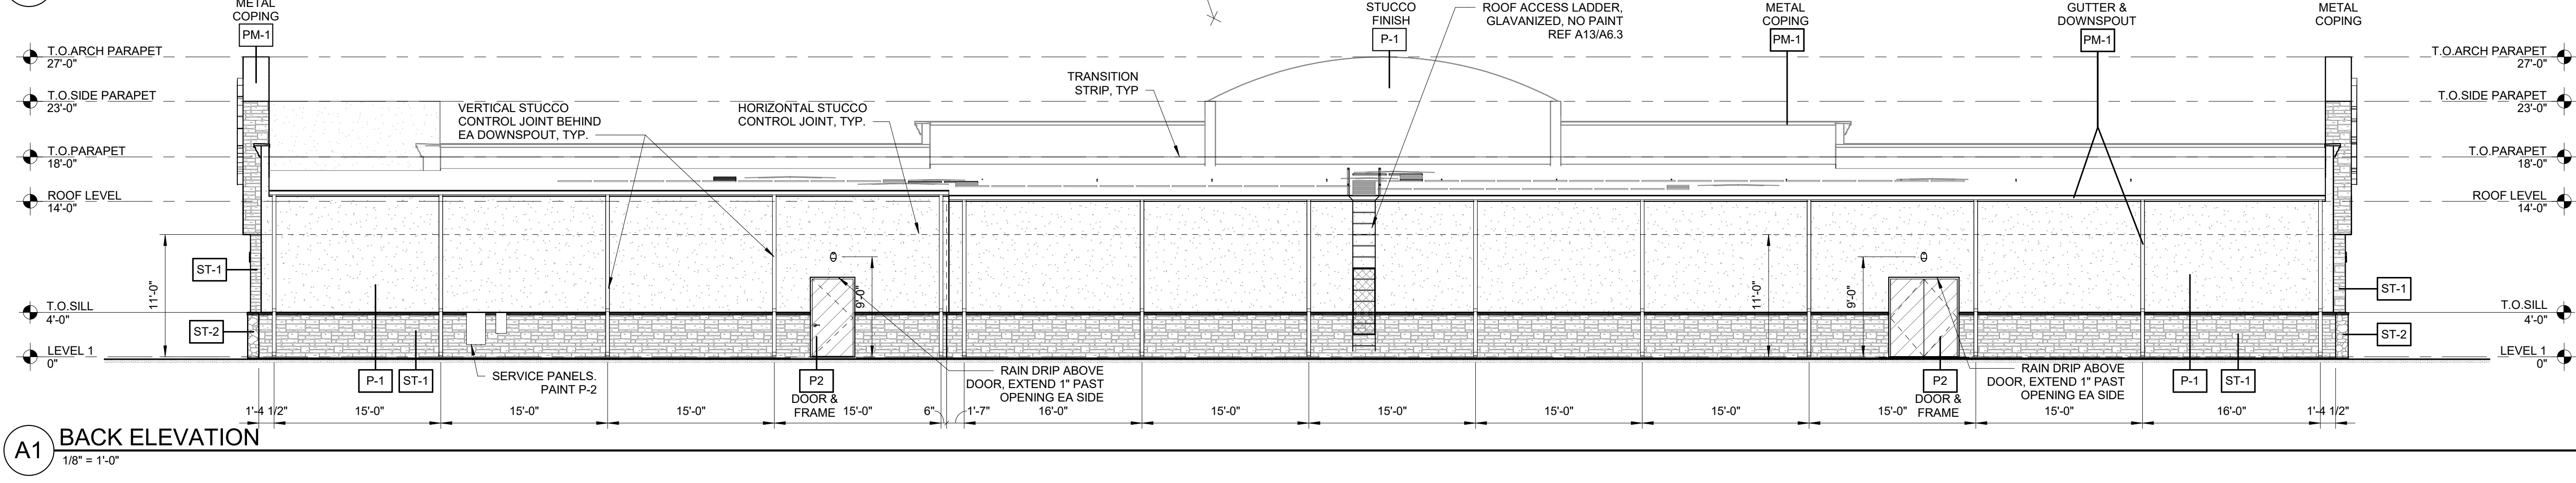 METAL
COPING
PM-1
STUCCO
FINISH
P-1
ROOF ACCESS LADDER,
GLAVANIZED, NO PAINT
REF A13/A6.3
METAL
COPING
PM-1
GUTTER &
DOWNSPOUT
PM-1
METAL
COPING
T.O.ARCH PARAPET
27'-0"
T.O.SIDE PARAPET
23'-0"
T.O.PARAPET
18'-0"
ROOF LEVEL
14'-0"
T.O.SILL
4'-0"
LEVEL 1
0"
T.O.ARCH PARAPET
27'-0"
T.O.SIDE PARAPET
23'-0"
T.O.PARAPET
18'-0"
ROOF LEVEL
14'-0"
T.O.SILL
4'-0"
LEVEL 1
0"
TRANSITION
STRIP, TYP
VERTICAL STUCCO
CONTROL JOINT BEHIND
EA DOWNSPOUT, TYP.
HORIZONTAL STUCCO
CONTROL JOINT, TYP.
11'-0"
ST-1
ST-2
9'-0"
11'-0"
9'-0"
ST-1
ST-2
P-1
ST-1
SERVICE PANELS.
PAINT P-2
P2
DOOR &
FRAME
RAIN DRIP ABOVE
DOOR, EXTEND 1" PAST
OPENING EA SIDE
P2
DOOR &
FRAME
RAIN DRIP ABOVE
DOOR, EXTEND 1" PAST
OPENING EA SIDE
P-1
ST-1
1'-4 1/2"
15'-0"
15'-0"
15'-0"
15'-0"
6"
1'-7"
16'-0"
15'-0"
15'-0"
15'-0"
15'-0"
15'-0"
15'-0"
16'-0"
1'-4 1/2"
A1
BACK ELEVATION
1/8" = 1'-0"